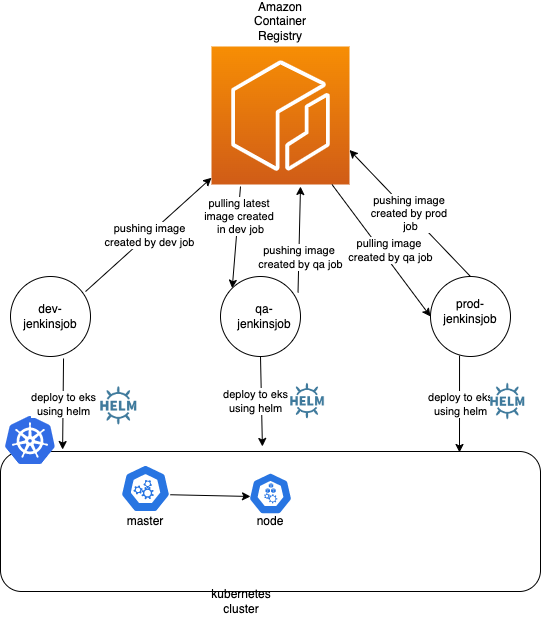 Amazon
Container
Registry
pulling latest
image created
in dev job
pushing image
created by prod
job
pushing image
created by dev job
pushing image
created by qa job
pulling image
created by qa job
dev-
jenkinsjob
qa-
jenkinsjob
prod-
jenkinsjob
deploy to eks
using helm
HELM
deploy to eks
using helm
HELM
deploy to eks
using helm
HELM
master
node
kubernetes
cluster